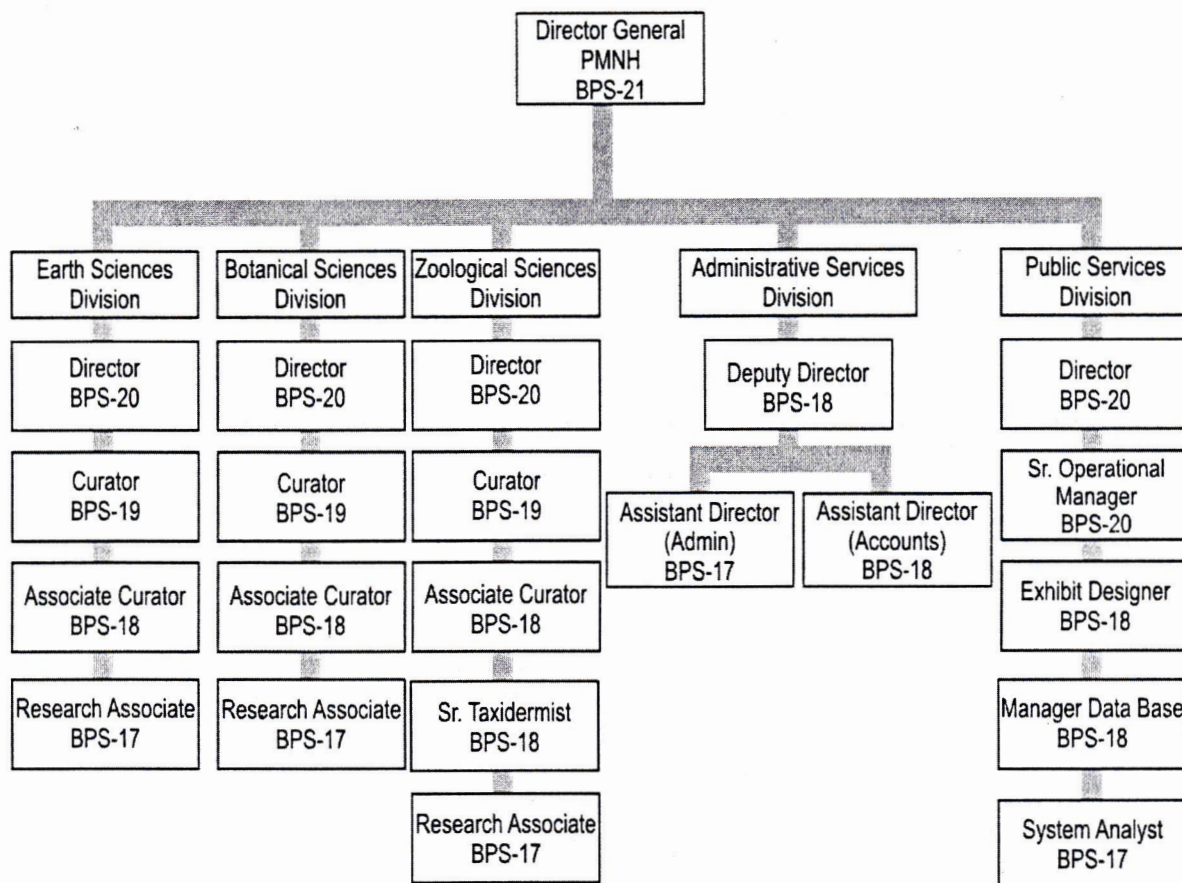 Director General
PMNH
BPS-21
Earth Sciences
Division
Botanical Sciences
Division
Zoological Sciences
Division
Administrative Services
Division
Public Services
Division
Director
BPS-20
Director
BPS-20
Director
BPS-20
Deputy Director
BPS-18
Director
BPS-20
Curator
BPS-19
Curator
BPS-19
Curator
BPS-19
Assistant Director
(Admin)
BPS-17
Assistant Director
(Accounts)
BPS-18
Sr. Operational
Manager
BPS-20
Associate Curator
BPS-18
Associate Curator
BPS-18
Associate Curator
BPS-18
Exhibit Designer
BPS-18
Research Associate
BPS-17
Research Associate
BPS-17
Sr. Taxidermist
BPS-18
Manager Data Base
BPS-18
Research Associate
BPS-17
System Analyst
BPS-17